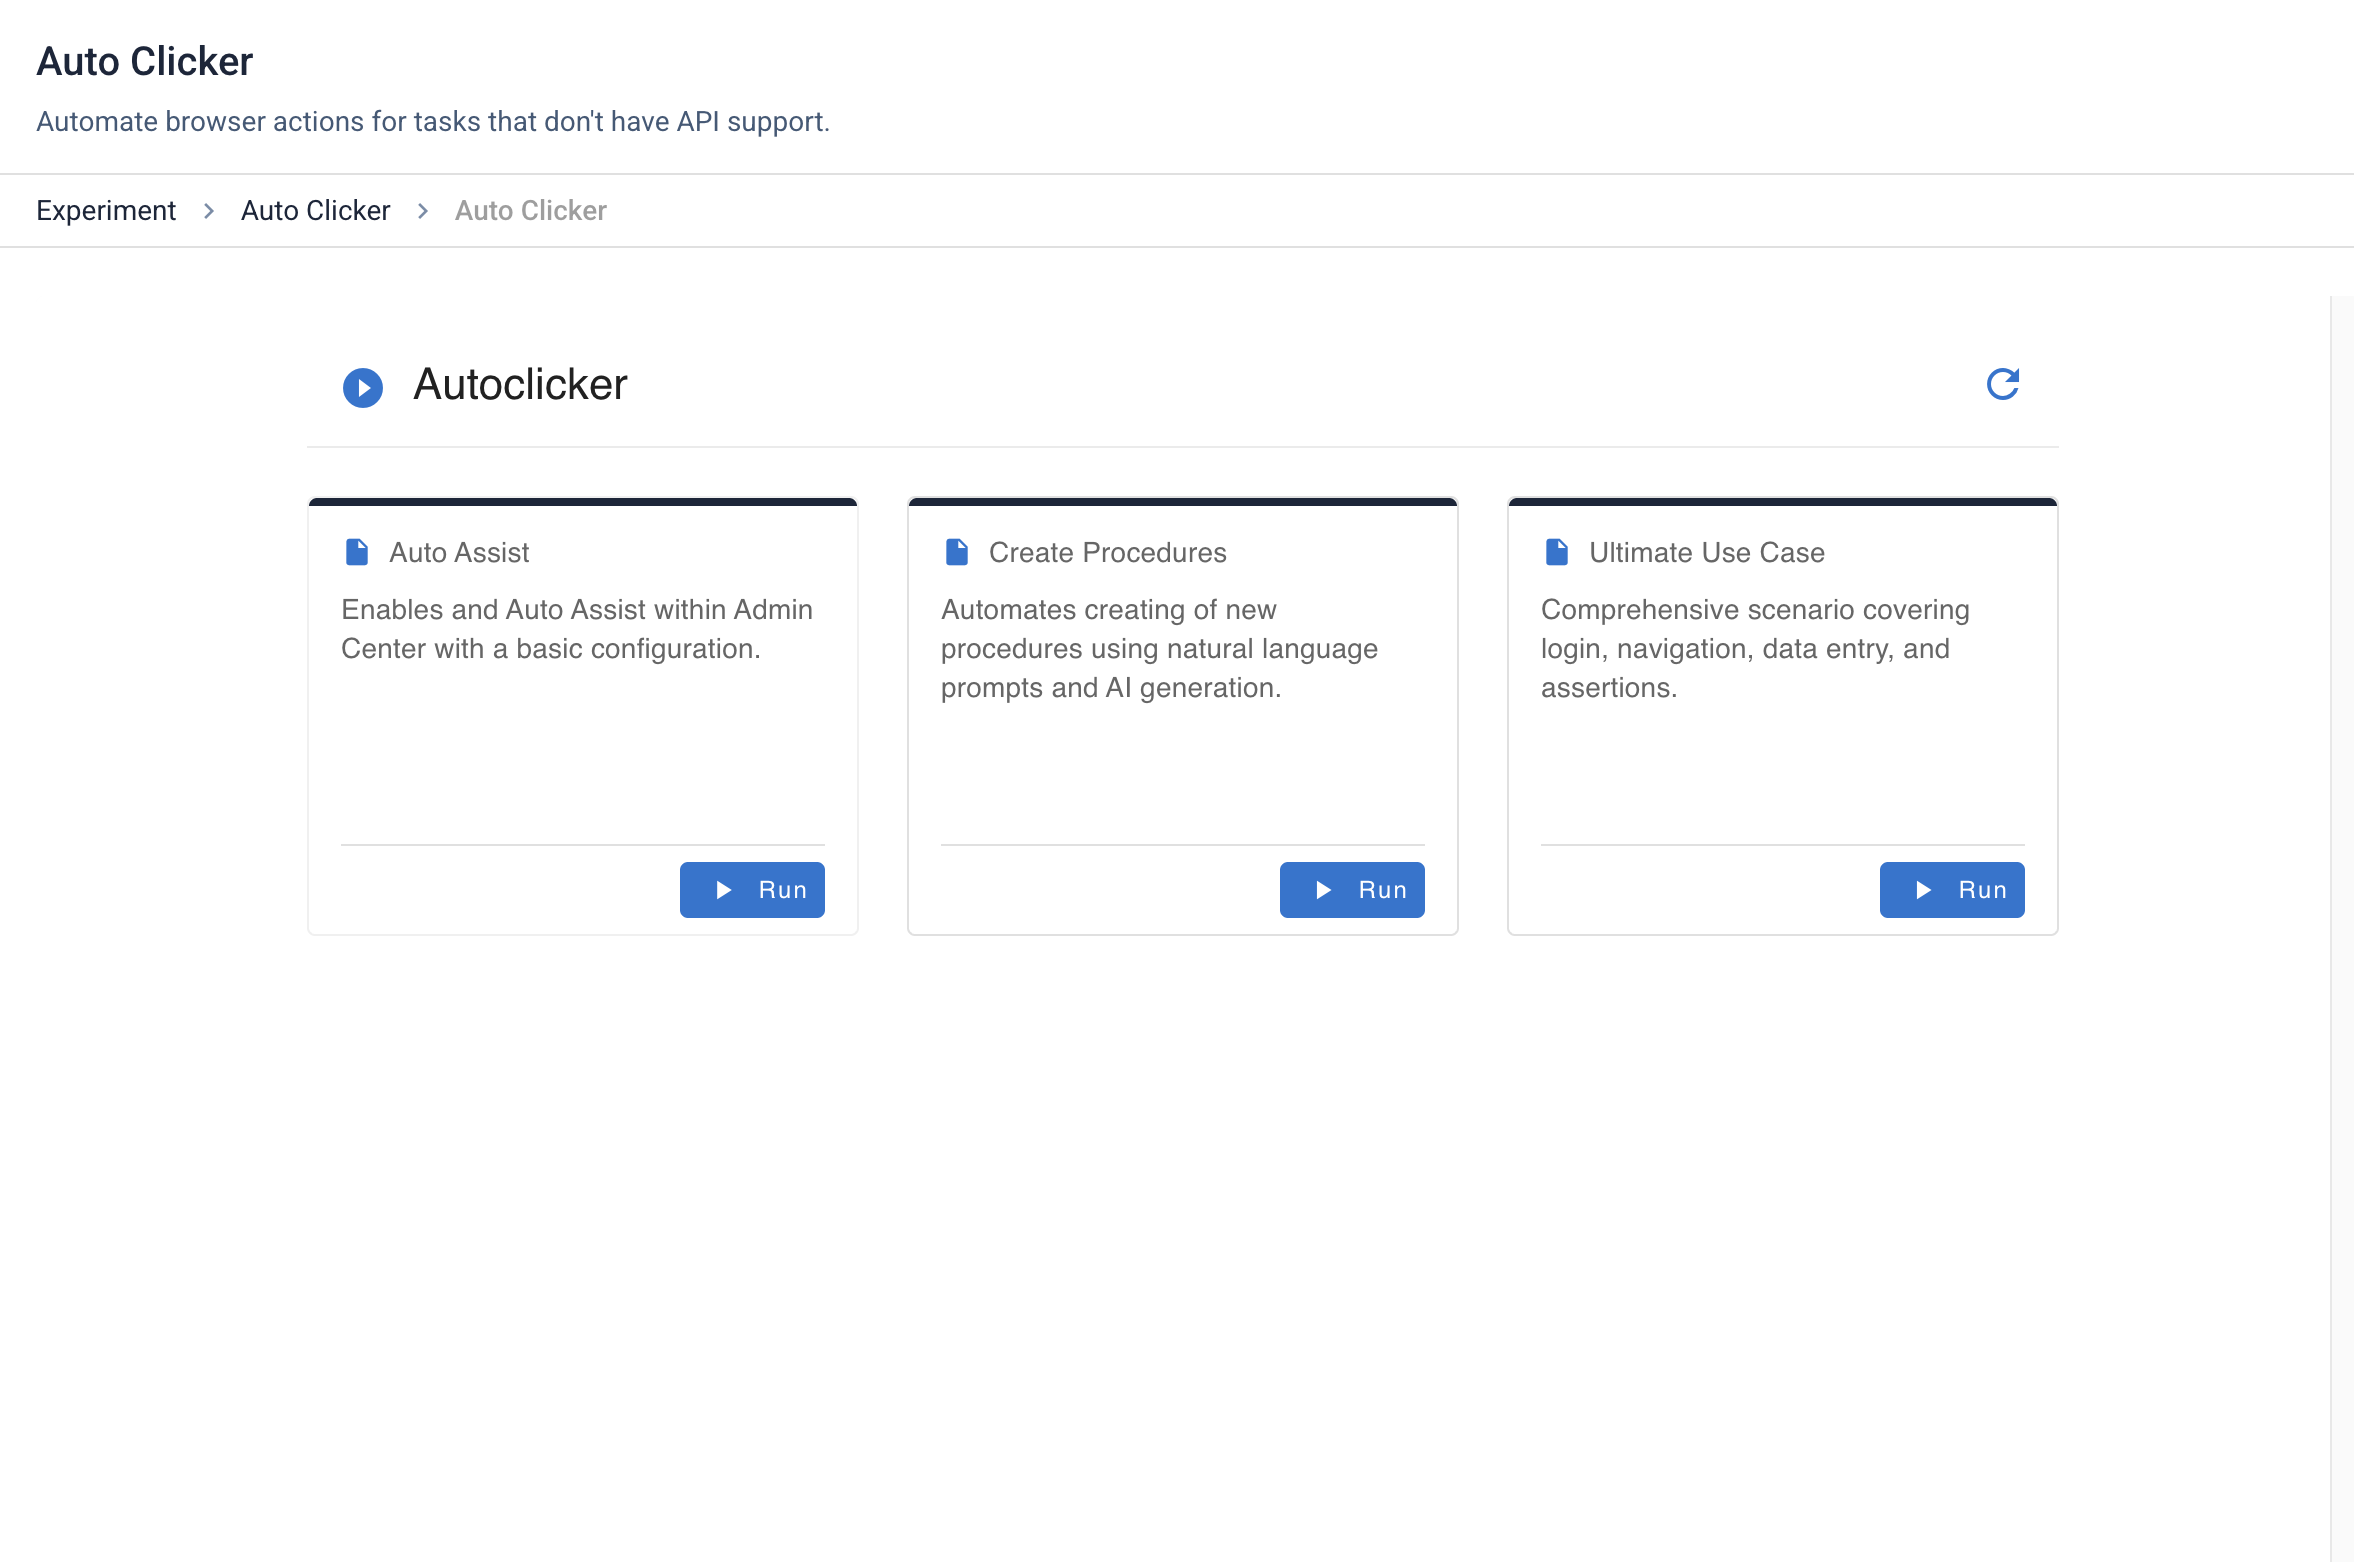 Auto Clicker
Automate browser actions for tasks that don't have API support.
Experiment > Auto Clicker > Auto Clicker
Autoclicker
Auto Assist
Enables and Auto Assist within Admin
Center with a basic configuration.
Run
Create Procedures
Automates creating of new
procedures using natural language
prompts and AI generation.
Run
Ultimate Use Case
Comprehensive scenario covering
login, navigation, data entry, and
assertions.
Run